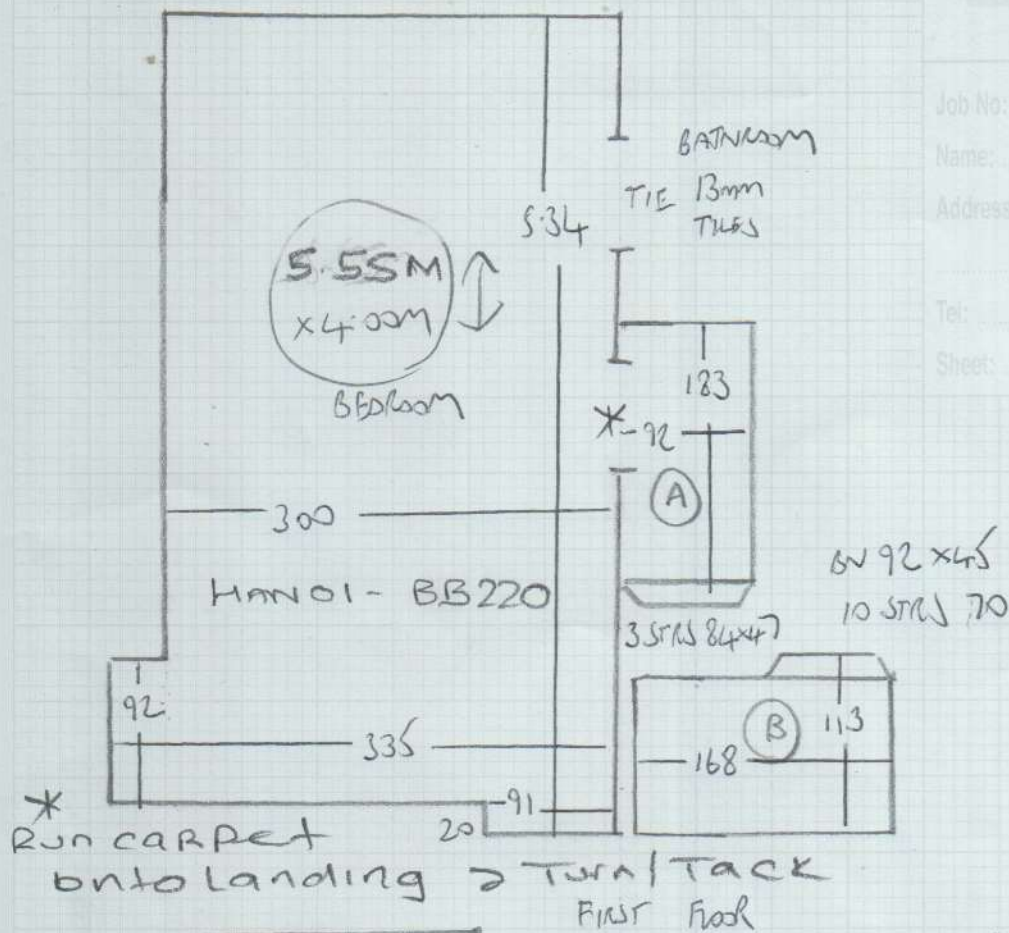 Job No:
Name:
Address
Tel:
Sheet:
BATHROOM
TIE 13mm
TILES
5.34
5.55M
x4.00M
BEDROOM
183
* -92
A
300
HANOI - BB220
3 STRS 84x47
92 x45
10 STRS 70
92
335
B
113
168
91
20
*
Run carpet
onto Landing > Turn/Tack
FIRST FLOOR